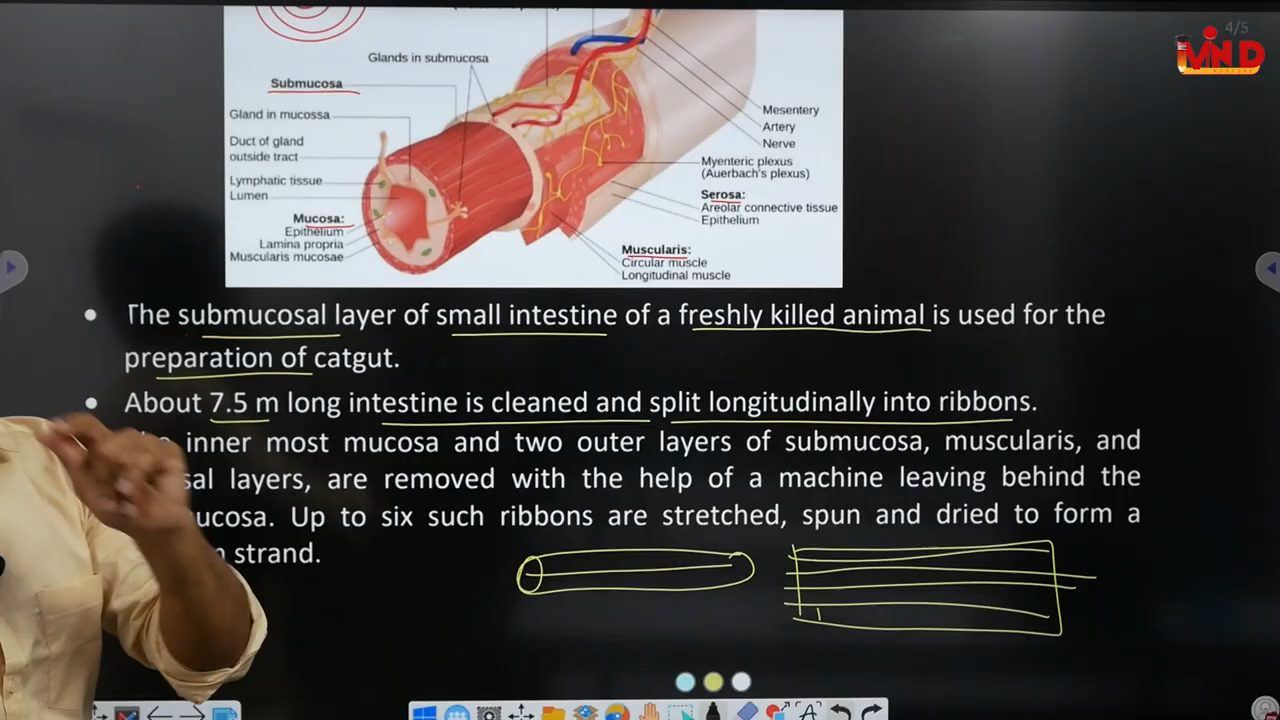 4/5
MIND
Glands in submucosa
Submucosa
Gland in mucossa
Duct of gland
outside tract
Lymphatic tissue
Lumen
Mucosa:
Epithelium
Lamina propria
Muscularis mucosae
Mesentery
Artery
Nerve
Myenteric plexus
(Auerbach's plexus)
Serosa:
Areolar connective tissue
Epithelium
Muscularis:
Circular muscle
Longitudinal muscle
• The submucosal layer of small intestine of a freshly killed animal is used for the
preparation of catgut.
• About 7.5 m long intestine is cleaned and split longitudinally into ribbons.
inner most mucosa and two outer layers of submucosa, muscularis, and
layers, are removed with the help of a machine leaving behind the
Up to six such ribbons are stretched, spun and dried to form a
strand.